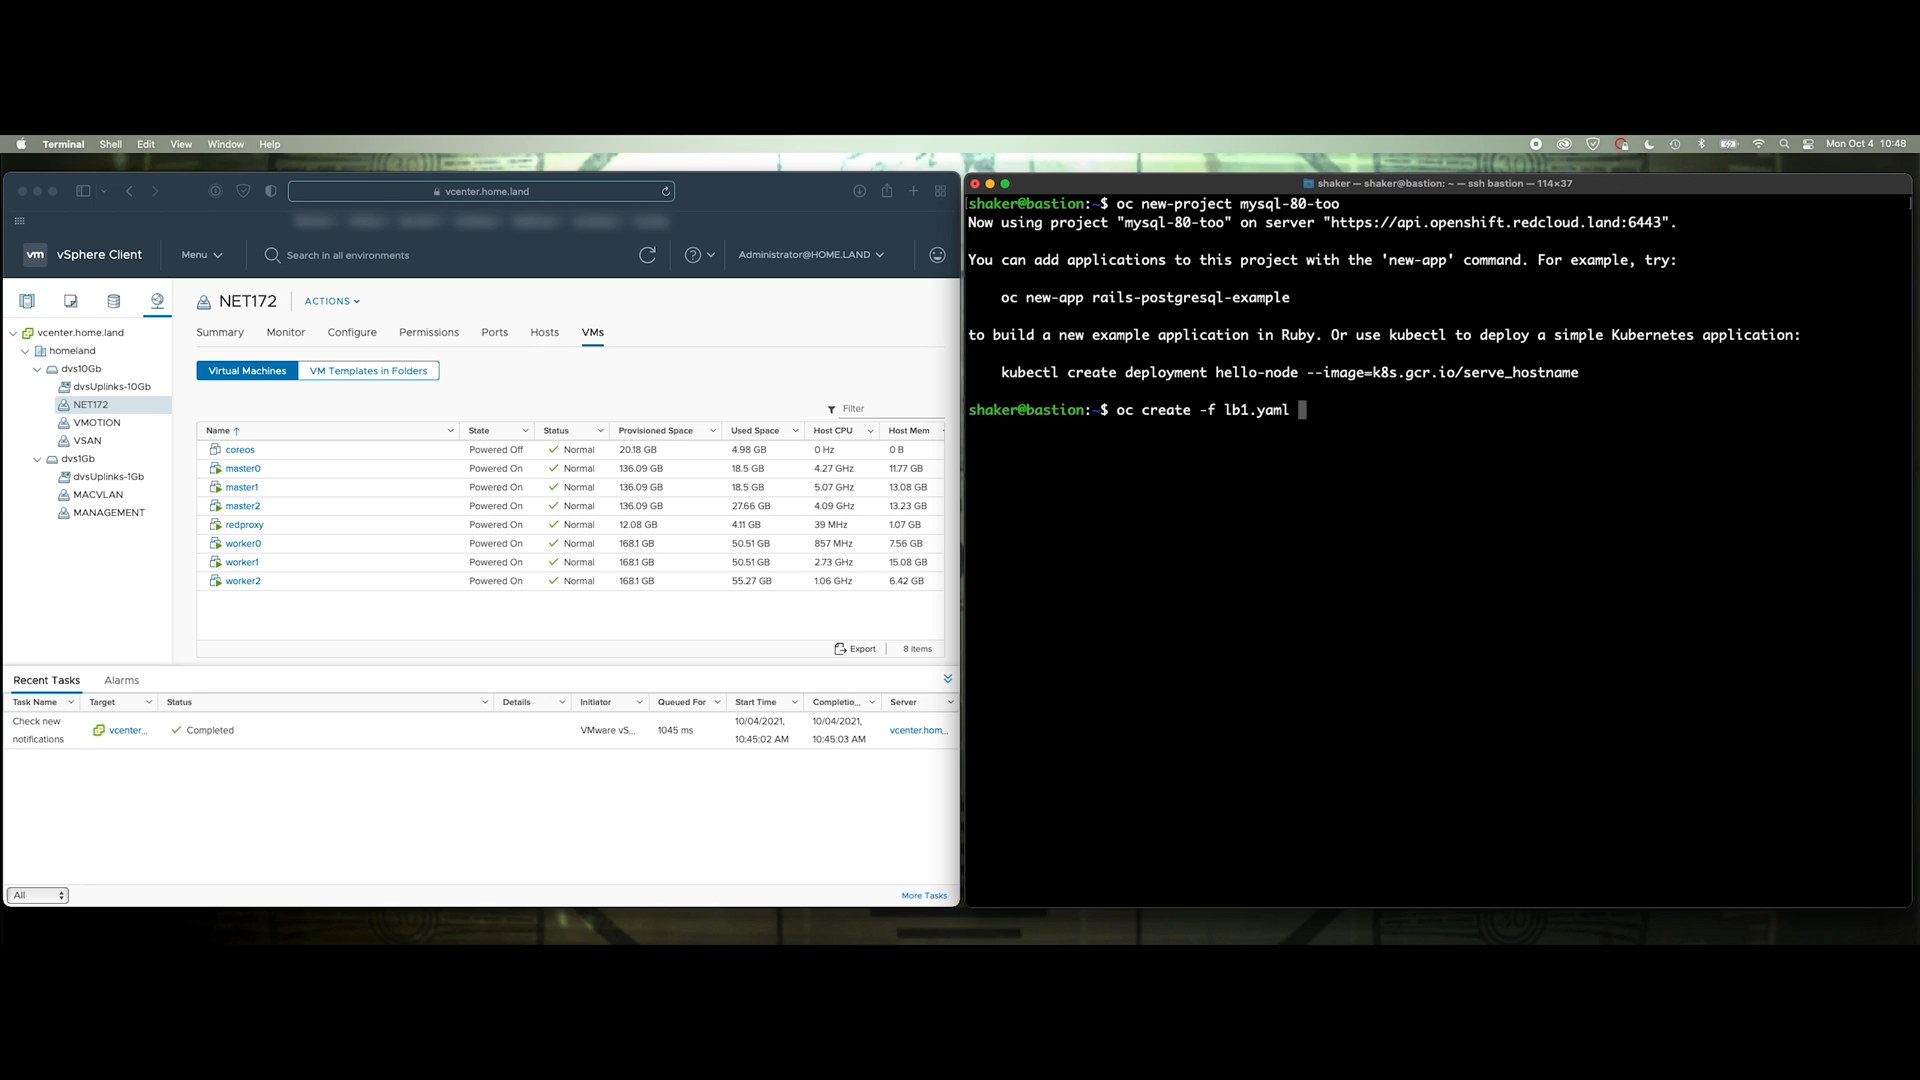 Terminal Shell Edit View Window Help
Mon Oct 4 10:48
vcenter.home.land
vm vSphere Client Menu Search in all environments Administrator@HOME.LAND
vcenter.home.land
homeland
dvs10Gb
dvsUplinks-10Gb
NET172
VMOTION
VSAN
dvs1Gb
dvsUplinks-1Gb
MACVLAN
MANAGEMENT
NET172 ACTIONS
Summary Monitor Configure Permissions Ports Hosts VMs
Virtual Machines VM Templates in Folders
Filter
Name State Status Provisioned Space Used Space Host CPU Host Mem
coreos Powered Off Normal 20.18 GB 4.98 GB 0 Hz 0 B
master0 Powered On Normal 136.09 GB 18.5 GB 4.27 GHz 11.77 GB
master1 Powered On Normal 136.09 GB 18.5 GB 5.07 GHz 13.08 GB
master2 Powered On Normal 136.09 GB 27.66 GB 4.09 GHz 13.23 GB
redproxy Powered On Normal 12.08 GB 4.11 GB 39 MHz 1.07 GB
worker0 Powered On Normal 168.1 GB 50.51 GB 857 MHz 7.56 GB
worker1 Powered On Normal 168.1 GB 50.51 GB 2.73 GHz 15.08 GB
worker2 Powered On Normal 168.1 GB 55.27 GB 1.06 GHz 6.42 GB
Export 8 items
Recent Tasks Alarms
Task Name Target Status Details Initiator Queued For Start Time Completio... Server
Check new notifications vcenter... Completed VMware vS... 1045 ms 10/04/2021, 10:45:02 AM 10/04/2021, 10:45:03 AM vcenter.hom...
All More Tasks
shaker — shaker@bastion: ~ — ssh bastion — 114×37
shaker@bastion:~$ oc new-project mysql-80-too
Now using project "mysql-80-too" on server "https://api.openshift.redcloud.land:6443".
You can add applications to this project with the 'new-app' command. For example, try:
oc new-app rails-postgresql-example
to build a new example application in Ruby. Or use kubectl to deploy a simple Kubernetes application:
kubectl create deployment hello-node --image=k8s.gcr.io/serve_hostname
shaker@bastion:~$ oc create -f lb1.yaml